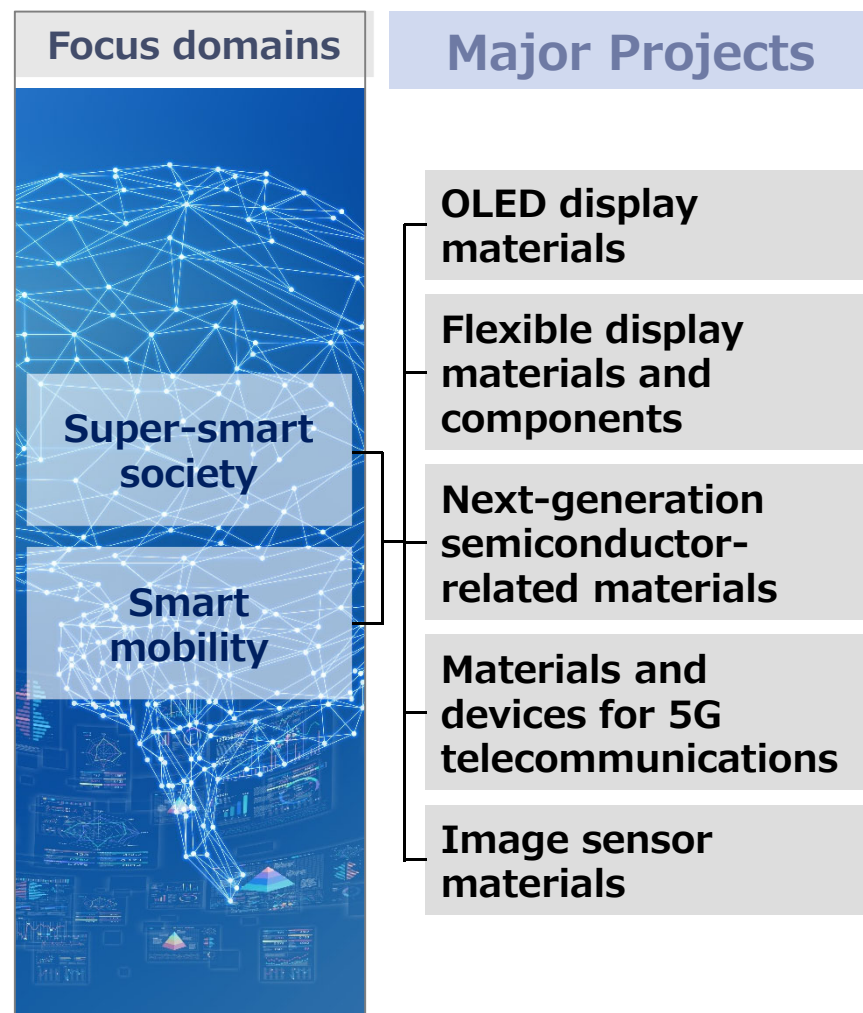 Focus domains
Major Projects
Super-smart
society
Smart
mobility
OLED display
materials
Flexible display
materials and
components
Next-generation
semiconductor-
related materials
Materials and
devices for 5G
telecommunications
Image sensor
materials